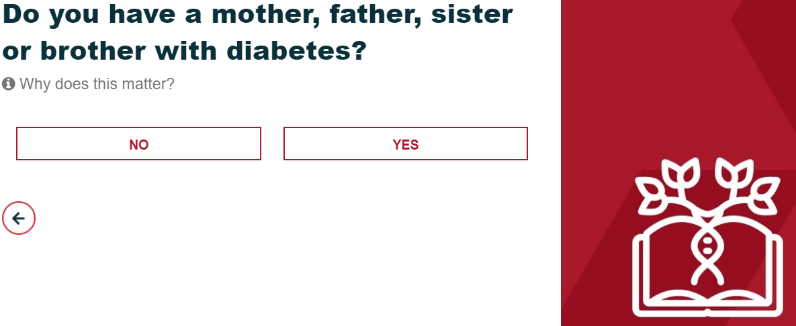 Do you have a mother, father, sister
or brother with diabetes?
Why does this matter?
NO YES